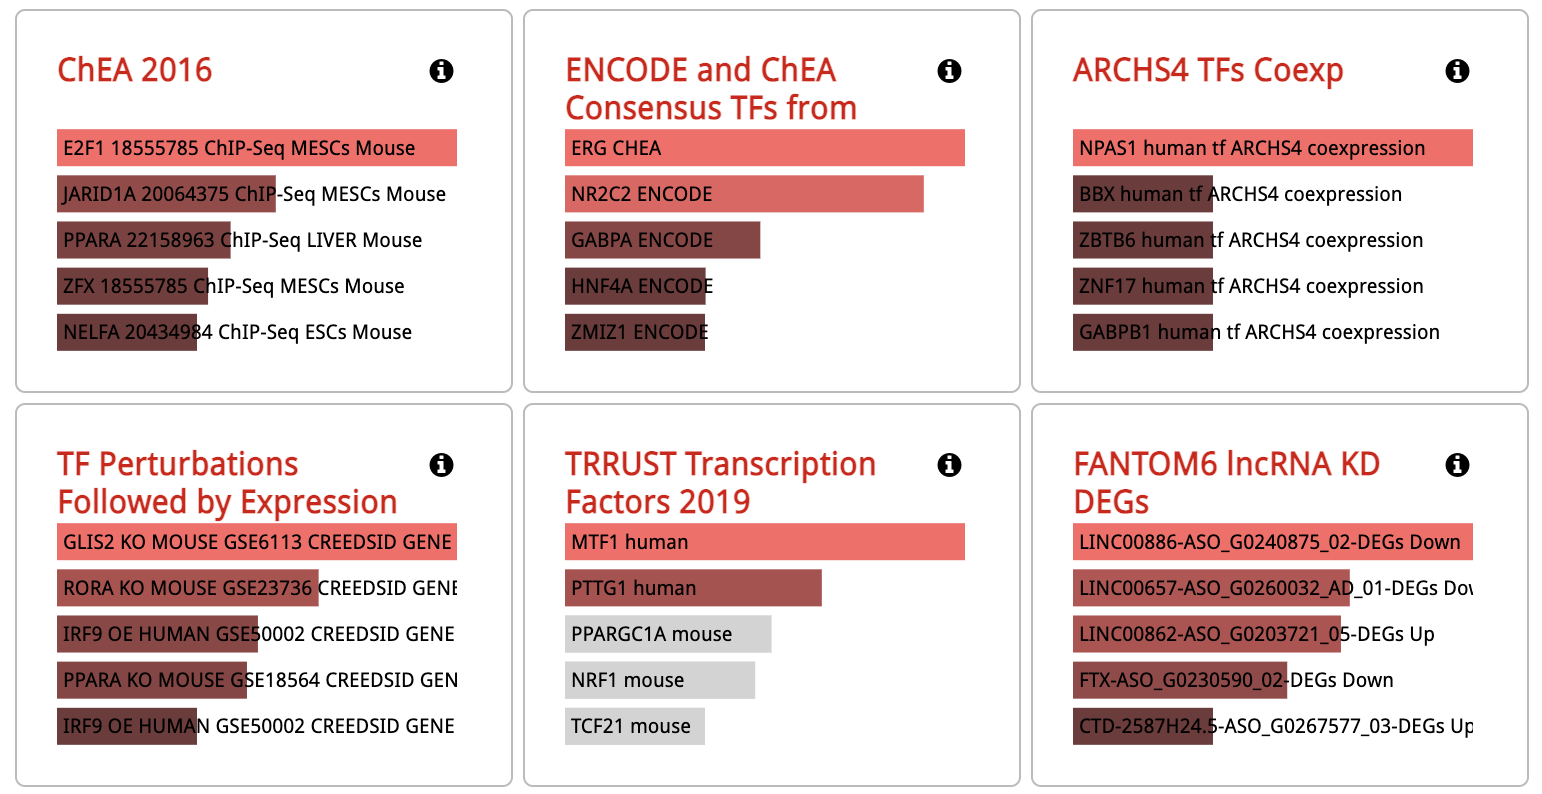 ChEA 2016
E2F1 18555785 ChIP-Seq MESCs Mouse
JARID1A 20064375 ChIP-Seq MESCs Mouse
PPARA 22158963 ChIP-Seq LIVER Mouse
ZFX 18555785 ChIP-Seq MESCs Mouse
NELFA 20434984 ChIP-Seq ESCs Mouse
ENCODE and ChEA
Consensus TFs from
ERG CHEA
NR2C2 ENCODE
GABPA ENCODE
HNF4A ENCODE
ZMIZ1 ENCODE
ARCHS4 TFs Coexp
NPAS1 human tf ARCHS4 coexpression
BBX human tf ARCHS4 coexpression
ZBTB6 human tf ARCHS4 coexpression
ZNF17 human tf ARCHS4 coexpression
GABPB1 human tf ARCHS4 coexpression
TF Perturbations
Followed by Expression
GLIS2 KO MOUSE GSE6113 CREEDSID GENE
RORA KO MOUSE GSE23736 CREEDSID GENE
IRF9 OE HUMAN GSE50002 CREEDSID GENE
PPARA KO MOUSE GSE18564 CREEDSID GEN
IRF9 OE HUMAN GSE50002 CREEDSID GENE
TRRUST Transcription
Factors 2019
MTF1 human
PTTG1 human
PPARGC1A mouse
NRF1 mouse
TCF21 mouse
FANTOM6 lncRNA KD
DEGs
LINC00886-ASO_G0240875_02-DEGs Down
LINC00657-ASO_G0260032_AD_01-DEGs Dow
LINC00862-ASO_G0203721_05-DEGs Up
FTX-ASO_G0230590_02-DEGs Down
CTD-2587H24.5-ASO_G0267577_03-DEGs Up